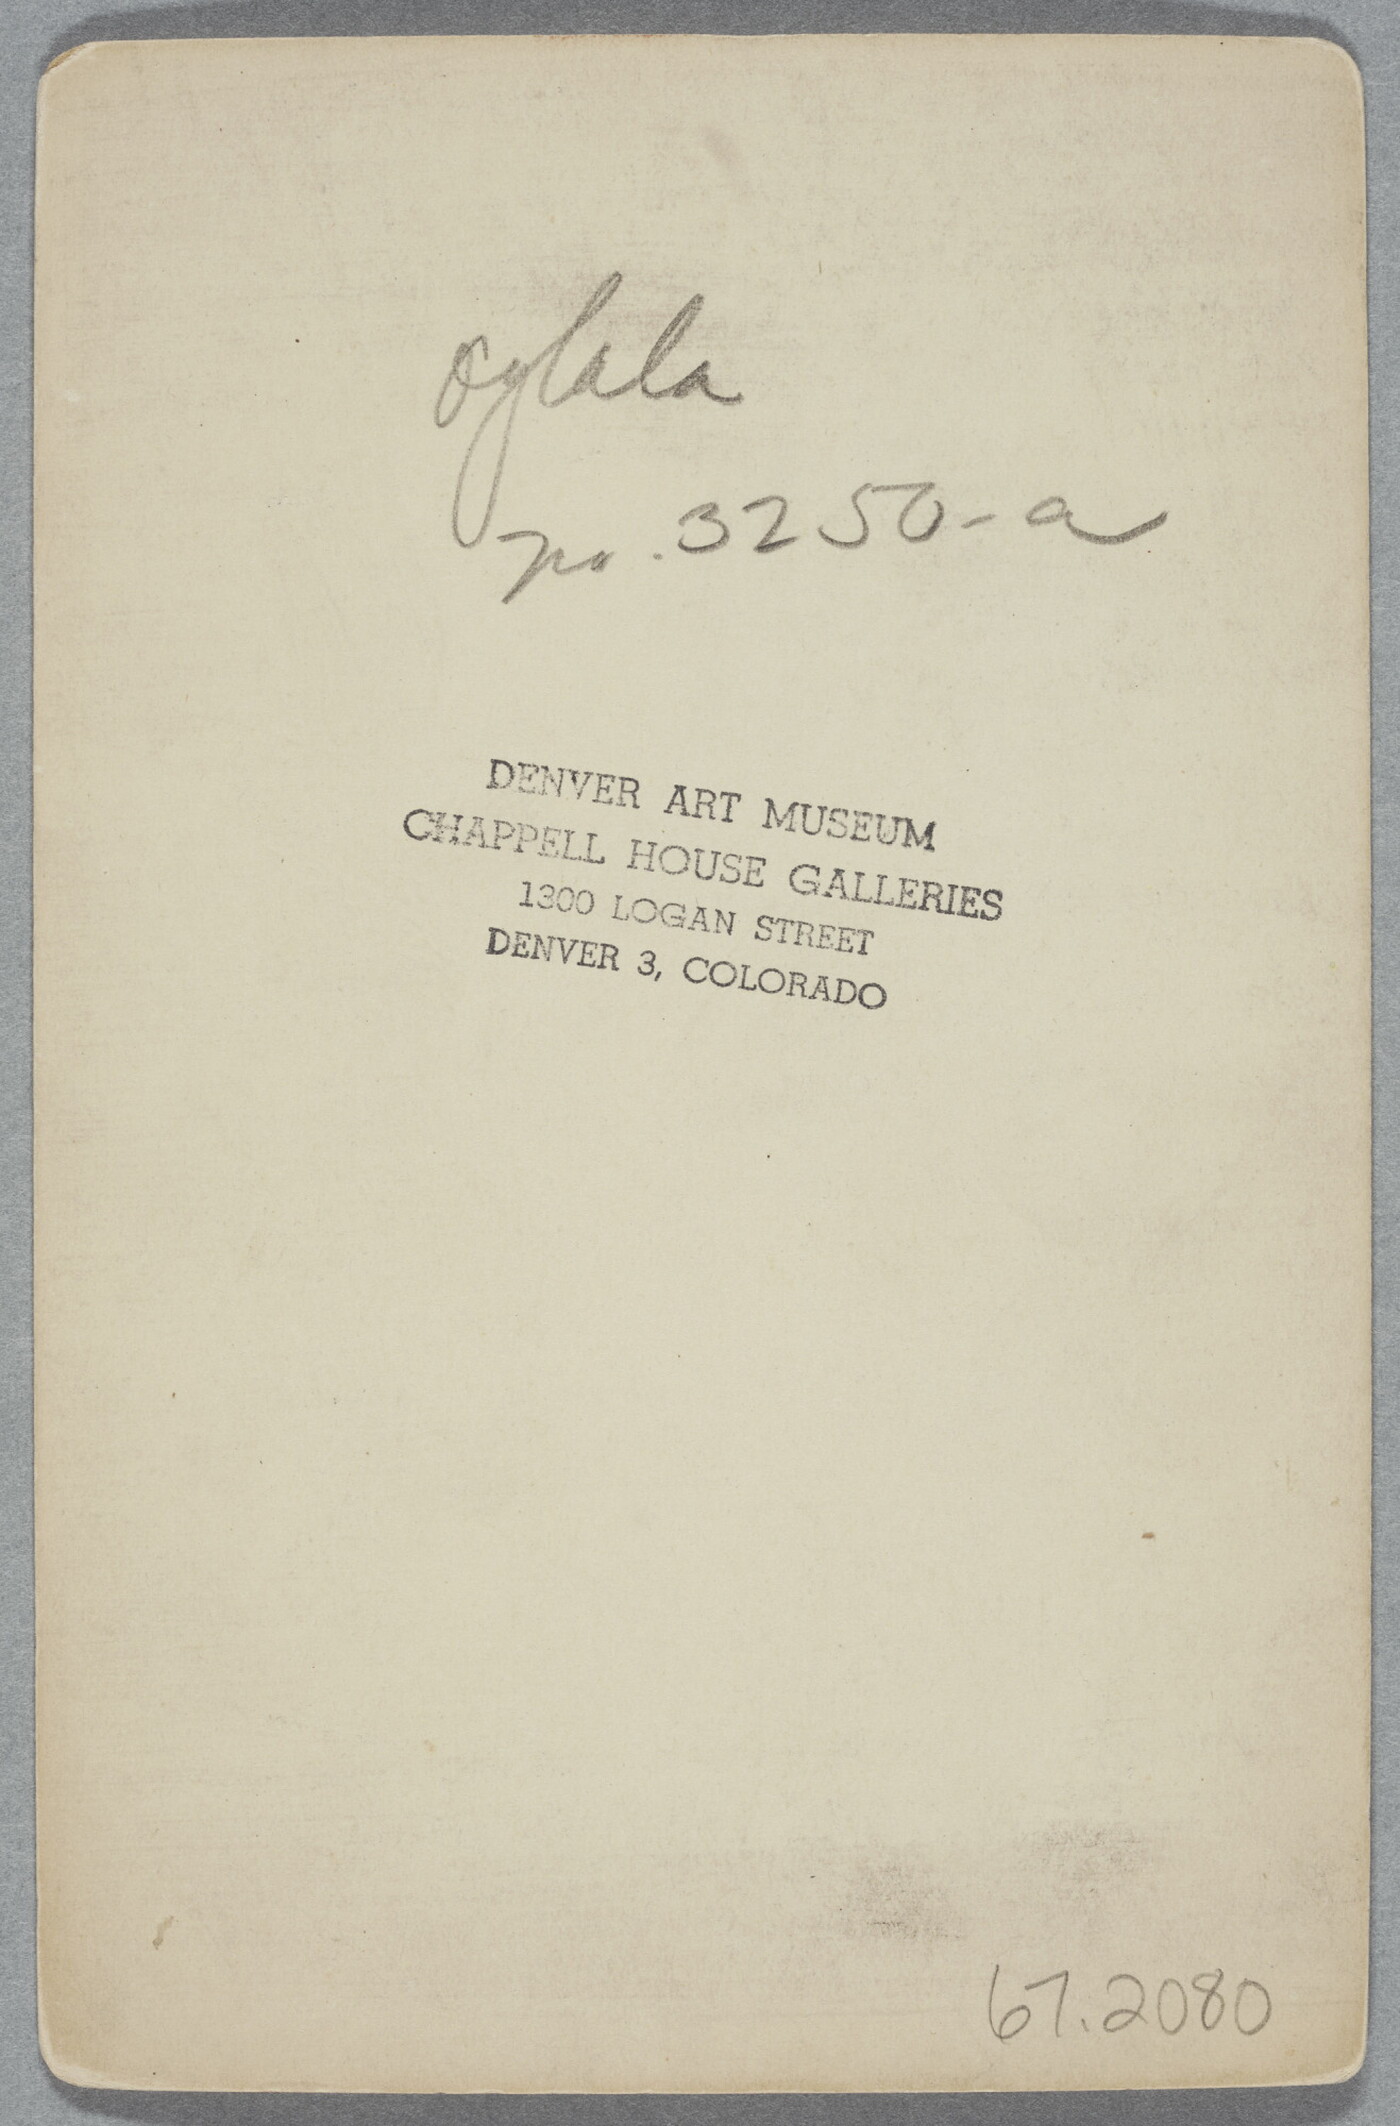 Oglala
no. 3250-a
DENVER ART MUSEUM
CHAPPELL HOUSE GALLERIES
1300 LOGAN STREET
DENVER 3, COLORADO
67.2080